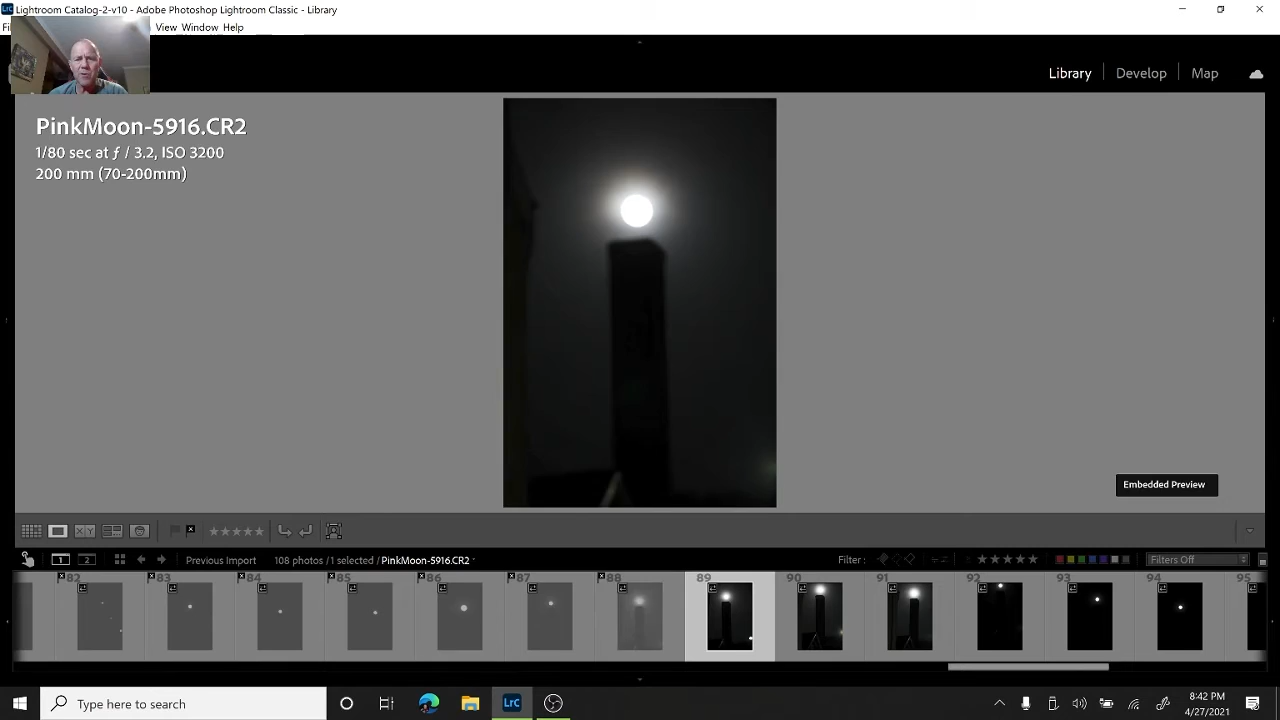 Lightroom Catalog-2-v10 - Adobe Photoshop Lightroom Classic - Library
View Window Help
Library
Develop
Map
PinkMoon-5916.CR2
1/80 sec at ƒ / 3.2, ISO 3200
200 mm (70-200mm)
Embedded Preview
X Y
1 2
Previous Import
108 photos / 1 selected / PinkMoon-5916.CR2
Filter :
Filters Off
82 83 84 85 86 87 88 89 90 91 92 93 94 95
Type here to search
LrC
8:42 PM
4/27/2021